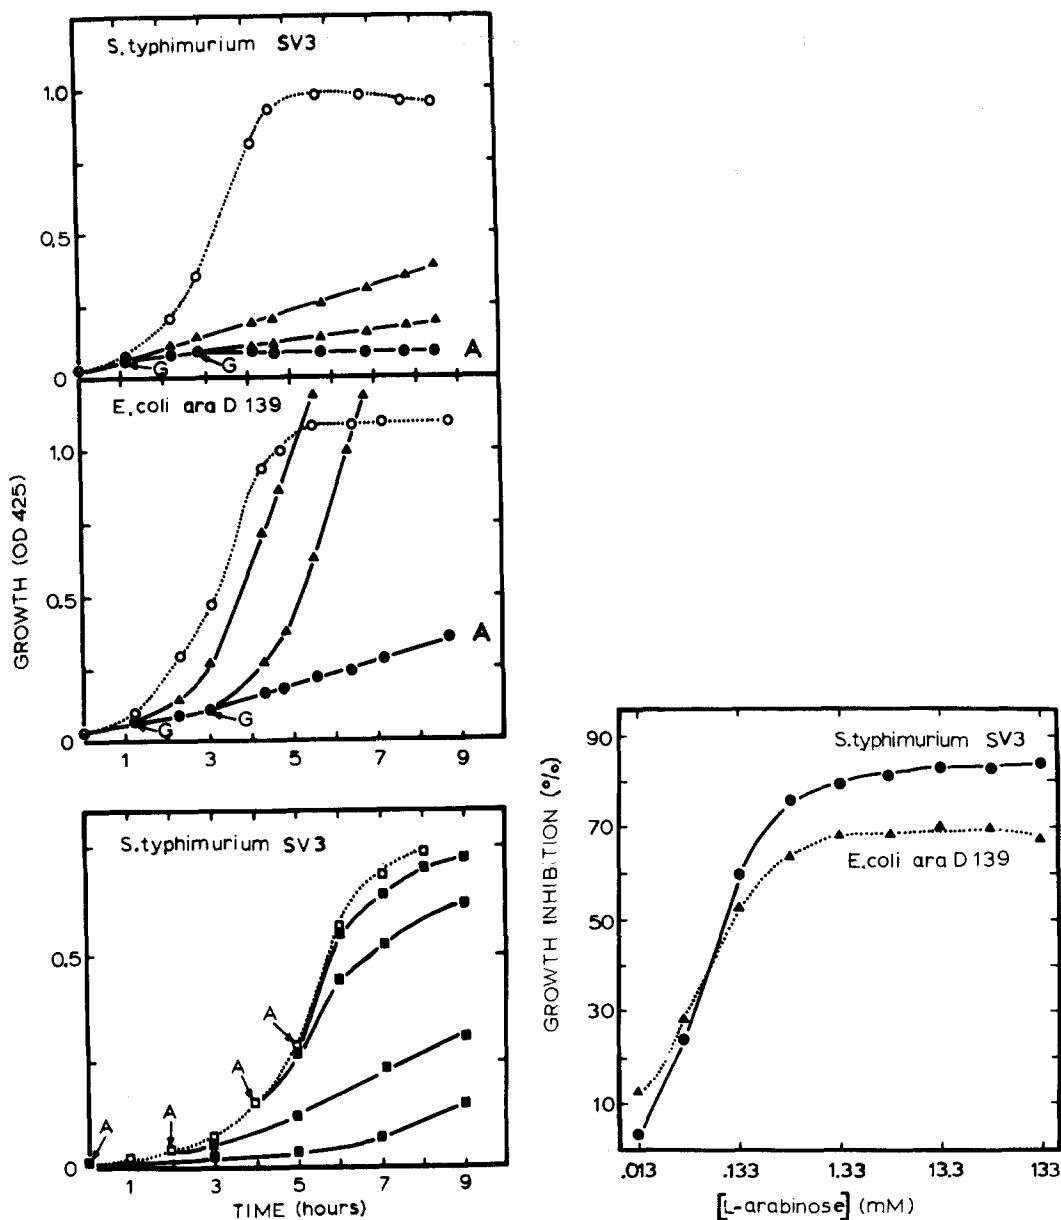 S.typhimurium SV3
1.0
0.5
0
G
G
A
E.coli ara D 139
1.0
0.5
0
G
G
A
1 3 5 7 9
GROWTH (OD 425)
S.typhimurium SV3
0.5
0
A
A
A
A
1 3 5 7 9
TIME (hours)
90
70
50
30
10
GROWTH INHIBITION (%)
S.typhimurium SV3
E.coli ara D 139
.013 .133 1.33 13.3 133
[L-arabinose] (mM)